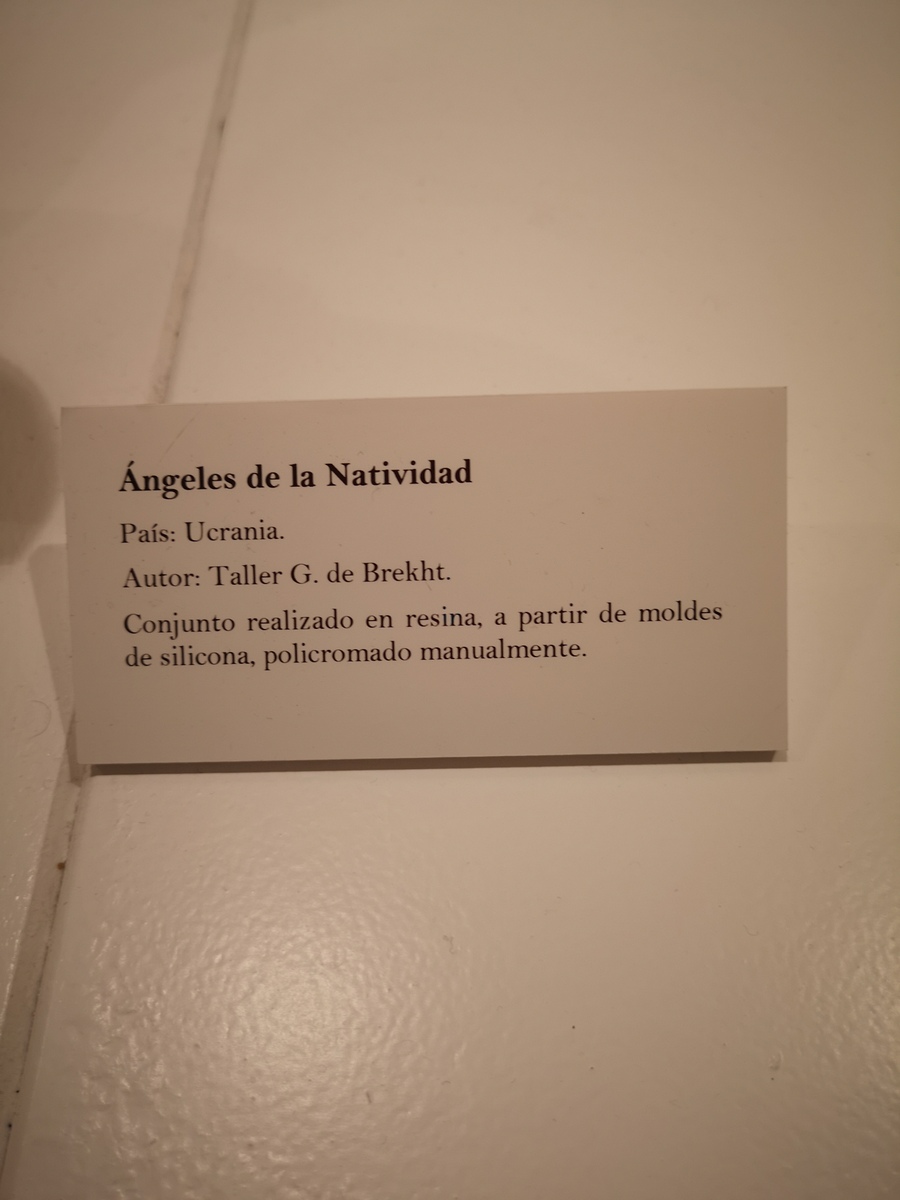 Ángeles de la Natividad
País: Ucrania.
Autor: Taller G. de Brekht.
Conjunto realizado en resina, a partir de moldes
de silicona, policromado manualmente.